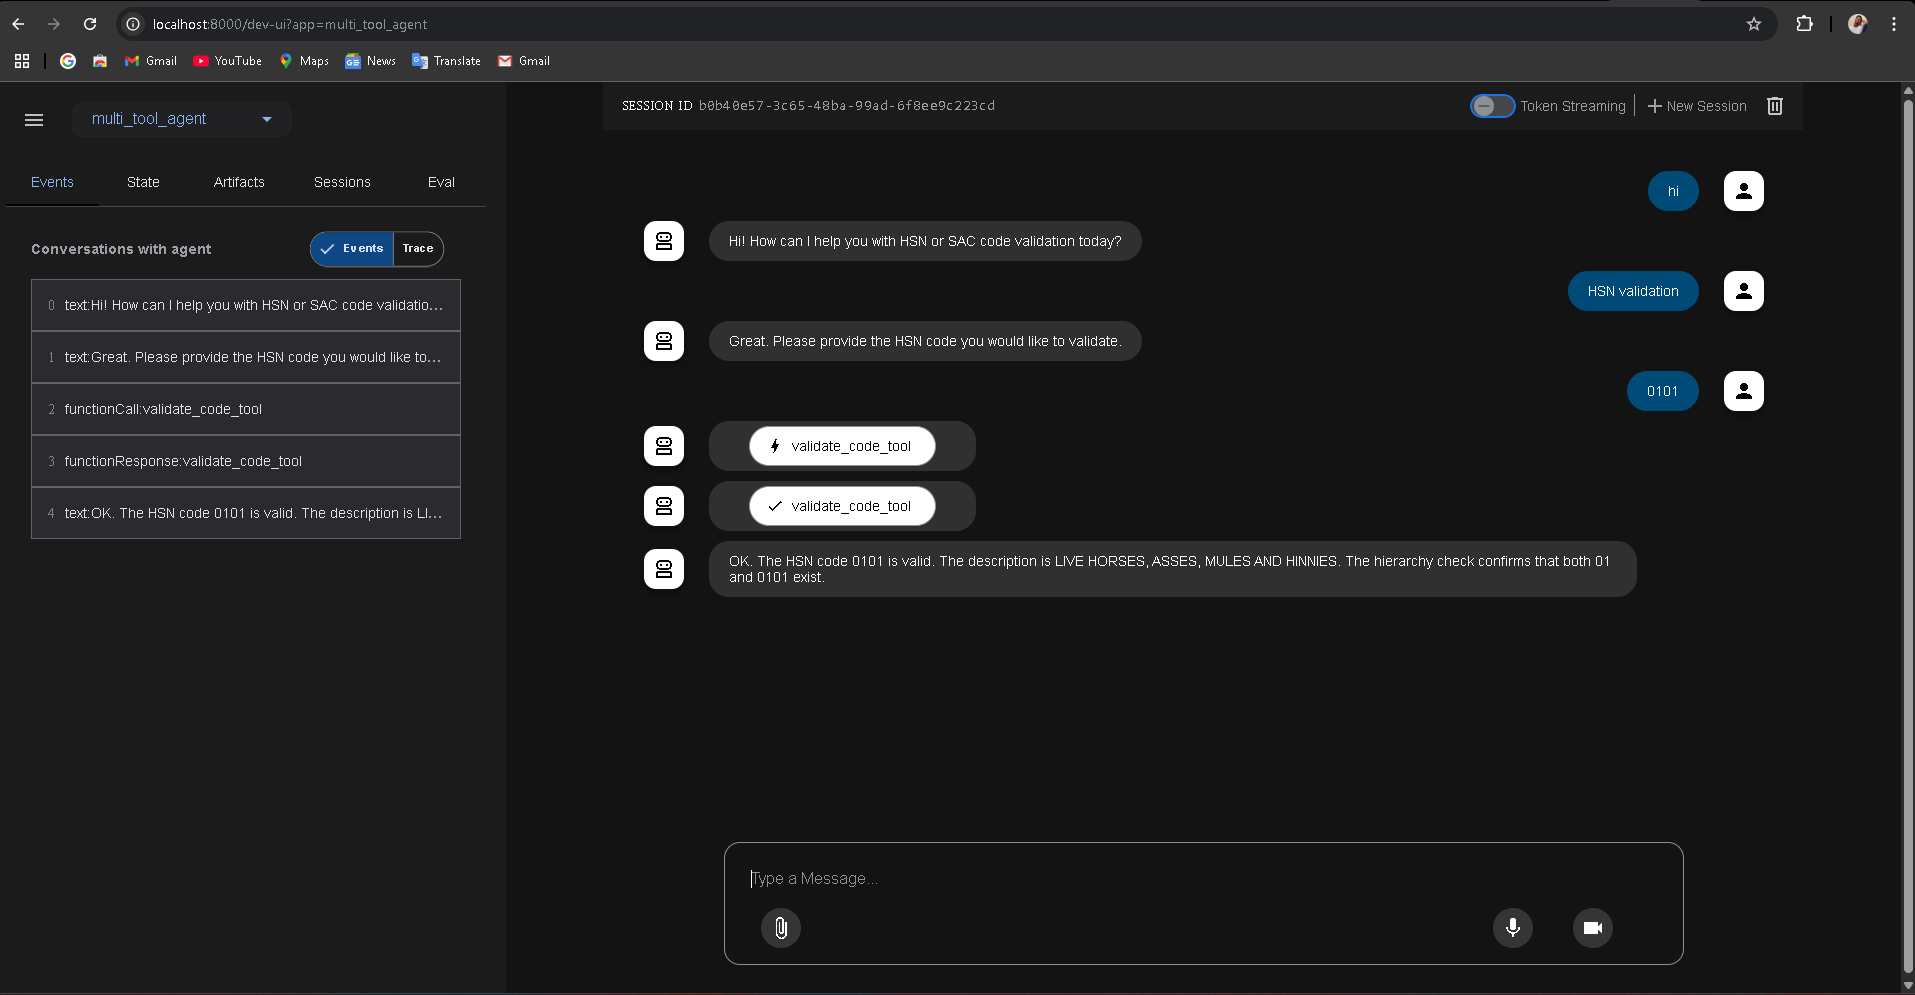 localhost:8000/dev-ui?app=multi_tool_agent
Gmail YouTube Maps News Translate Gmail
multi_tool_agent
SESSION ID b0b40e57-3c65-48ba-99ad-6f8ee9c223cd
Token Streaming
New Session
Events State Artifacts Sessions Eval
Conversations with agent
Events Trace
0 text:Hi! How can I help you with HSN or SAC code validatio...
1 text:Great. Please provide the HSN code you would like to...
2 functionCall:validate_code_tool
3 functionResponse:validate_code_tool
4 text:OK. The HSN code 0101 is valid. The description is LI...
hi
Hi! How can I help you with HSN or SAC code validation today?
HSN validation
Great. Please provide the HSN code you would like to validate.
0101
validate_code_tool
validate_code_tool
OK. The HSN code 0101 is valid. The description is LIVE HORSES, ASSES, MULES AND HINNIES. The hierarchy check confirms that both 01
and 0101 exist.
Type a Message...